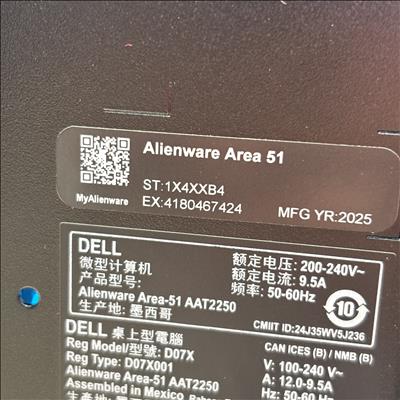 Alienware Area 51
ST:1X4XXB4
EX:4180467424
MyAlienware
MFG YR:2025
DELL
微型计算机
产品型号:
Alienware Area-51 AAT2250
生产地: 墨西哥
额定电压: 200-240V~
额定电流: 9.5A
频率: 50-60Hz
10
CMIIT ID:24J35WV5J236
DELL 桌上型電腦
Reg Model/型號: D07X
Reg Type: D07X001
Alienware Area-51 AAT2250
Assembled in Mexico,
CAN ICES (B) / NMB (B)
V: 100-240 V~
A: 12.0-9.5A
Hz: 50-60 Hz